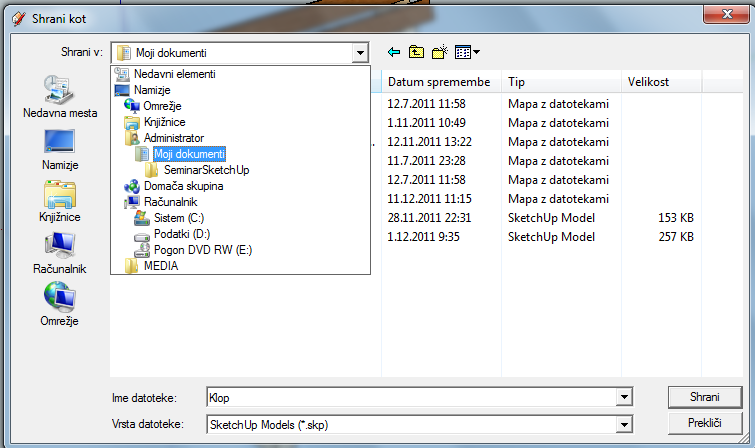 Shrani kot
Shrani v: Moji dokumenti
Nedavni elementi
Namizje
Omrežje
Knjižnice
Administrator
Moji dokumenti
SeminarSketchUp
Domača skupina
Računalnik
Sistem (C:)
Podatki (D:)
Pogon DVD RW (E:)
MEDIA
Nedavna mesta
Namizje
Knjižnice
Računalnik
Omrežje
Datum spremembe Tip Velikost
12.7.2011 11:58 Mapa z datotekami
1.11.2011 10:49 Mapa z datotekami
12.11.2011 13:22 Mapa z datotekami
11.7.2011 23:28 Mapa z datotekami
12.7.2011 11:58 Mapa z datotekami
11.12.2011 11:15 Mapa z datotekami
28.11.2011 22:31 SketchUp Model 153 KB
1.12.2011 9:35 SketchUp Model 257 KB
Ime datoteke: Klop Shrani
Vrsta datoteke: SketchUp Models (*.skp) Prekliči